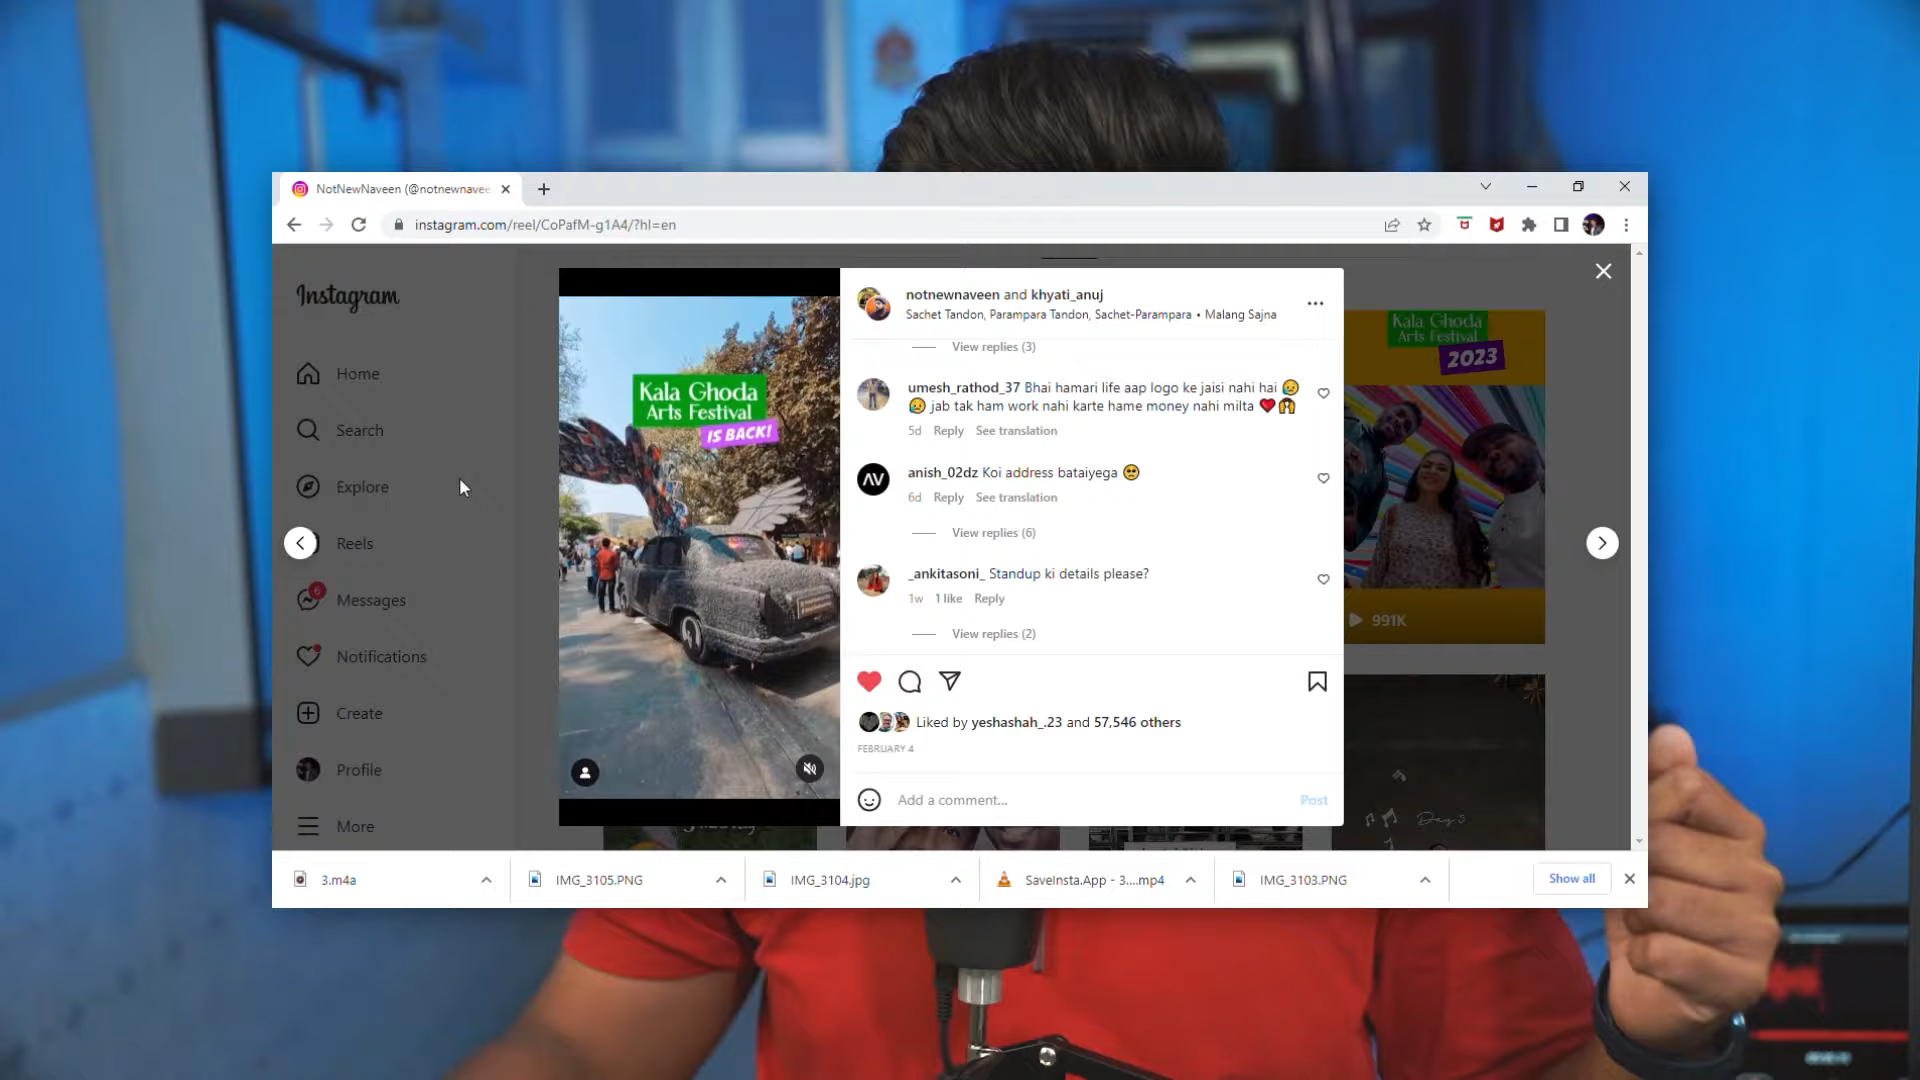 NotNewNaveen (@notnewnavee
instagram.com/reel/CoPafM-g1A4/?hl=en
Instagram
Home
Search
Explore
Reels
6
Messages
Notifications
Create
Profile
More
Kala Ghoda
Arts Festival
IS BACK!
notnewnaveen and khyati_anuj
Sachet Tandon, Parampara Tandon, Sachet-Parampara • Malang Sajna
View replies (3)
umesh_rathod_37 Bhai hamari life aap logo ke jaisi nahi hai 😥
😥 jab tak ham work nahi karte hame money nahi milta ❤️🙌
5d Reply See translation
AV
anish_02dz Koi address bataiyega 🥺
6d Reply See translation
View replies (6)
_ankitasoni_ Standup ki details please?
1w 1 like Reply
View replies (2)
Liked by yeshashah_.23 and 57,546 others
FEBRUARY 4
Add a comment...
Post
Kala Ghoda
Arts Festival
2023
991K
3.m4a
IMG_3105.PNG
IMG_3104.jpg
SaveInsta.App - 3....mp4
IMG_3103.PNG
Show all